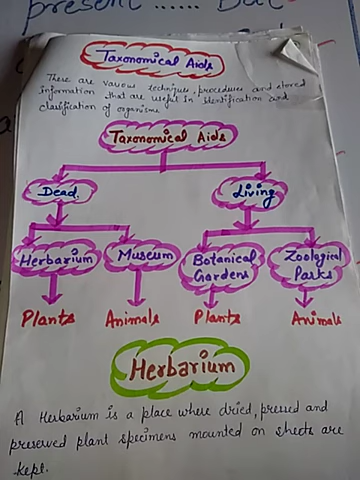 present ...... But
Taxonomical Aids
These are various techniques, procedures and stored
information that are useful in identification and
classification of organisms
Taxonomical Aids
Dead
Living
Herbarium
Museum
Botanical
Gardens
Zoological
Parks
Plants
Animals
Plants
Animals
Herbarium
A Herbarium is a place where dried, pressed and
preserved plant specimens mounted on sheets are
kept.